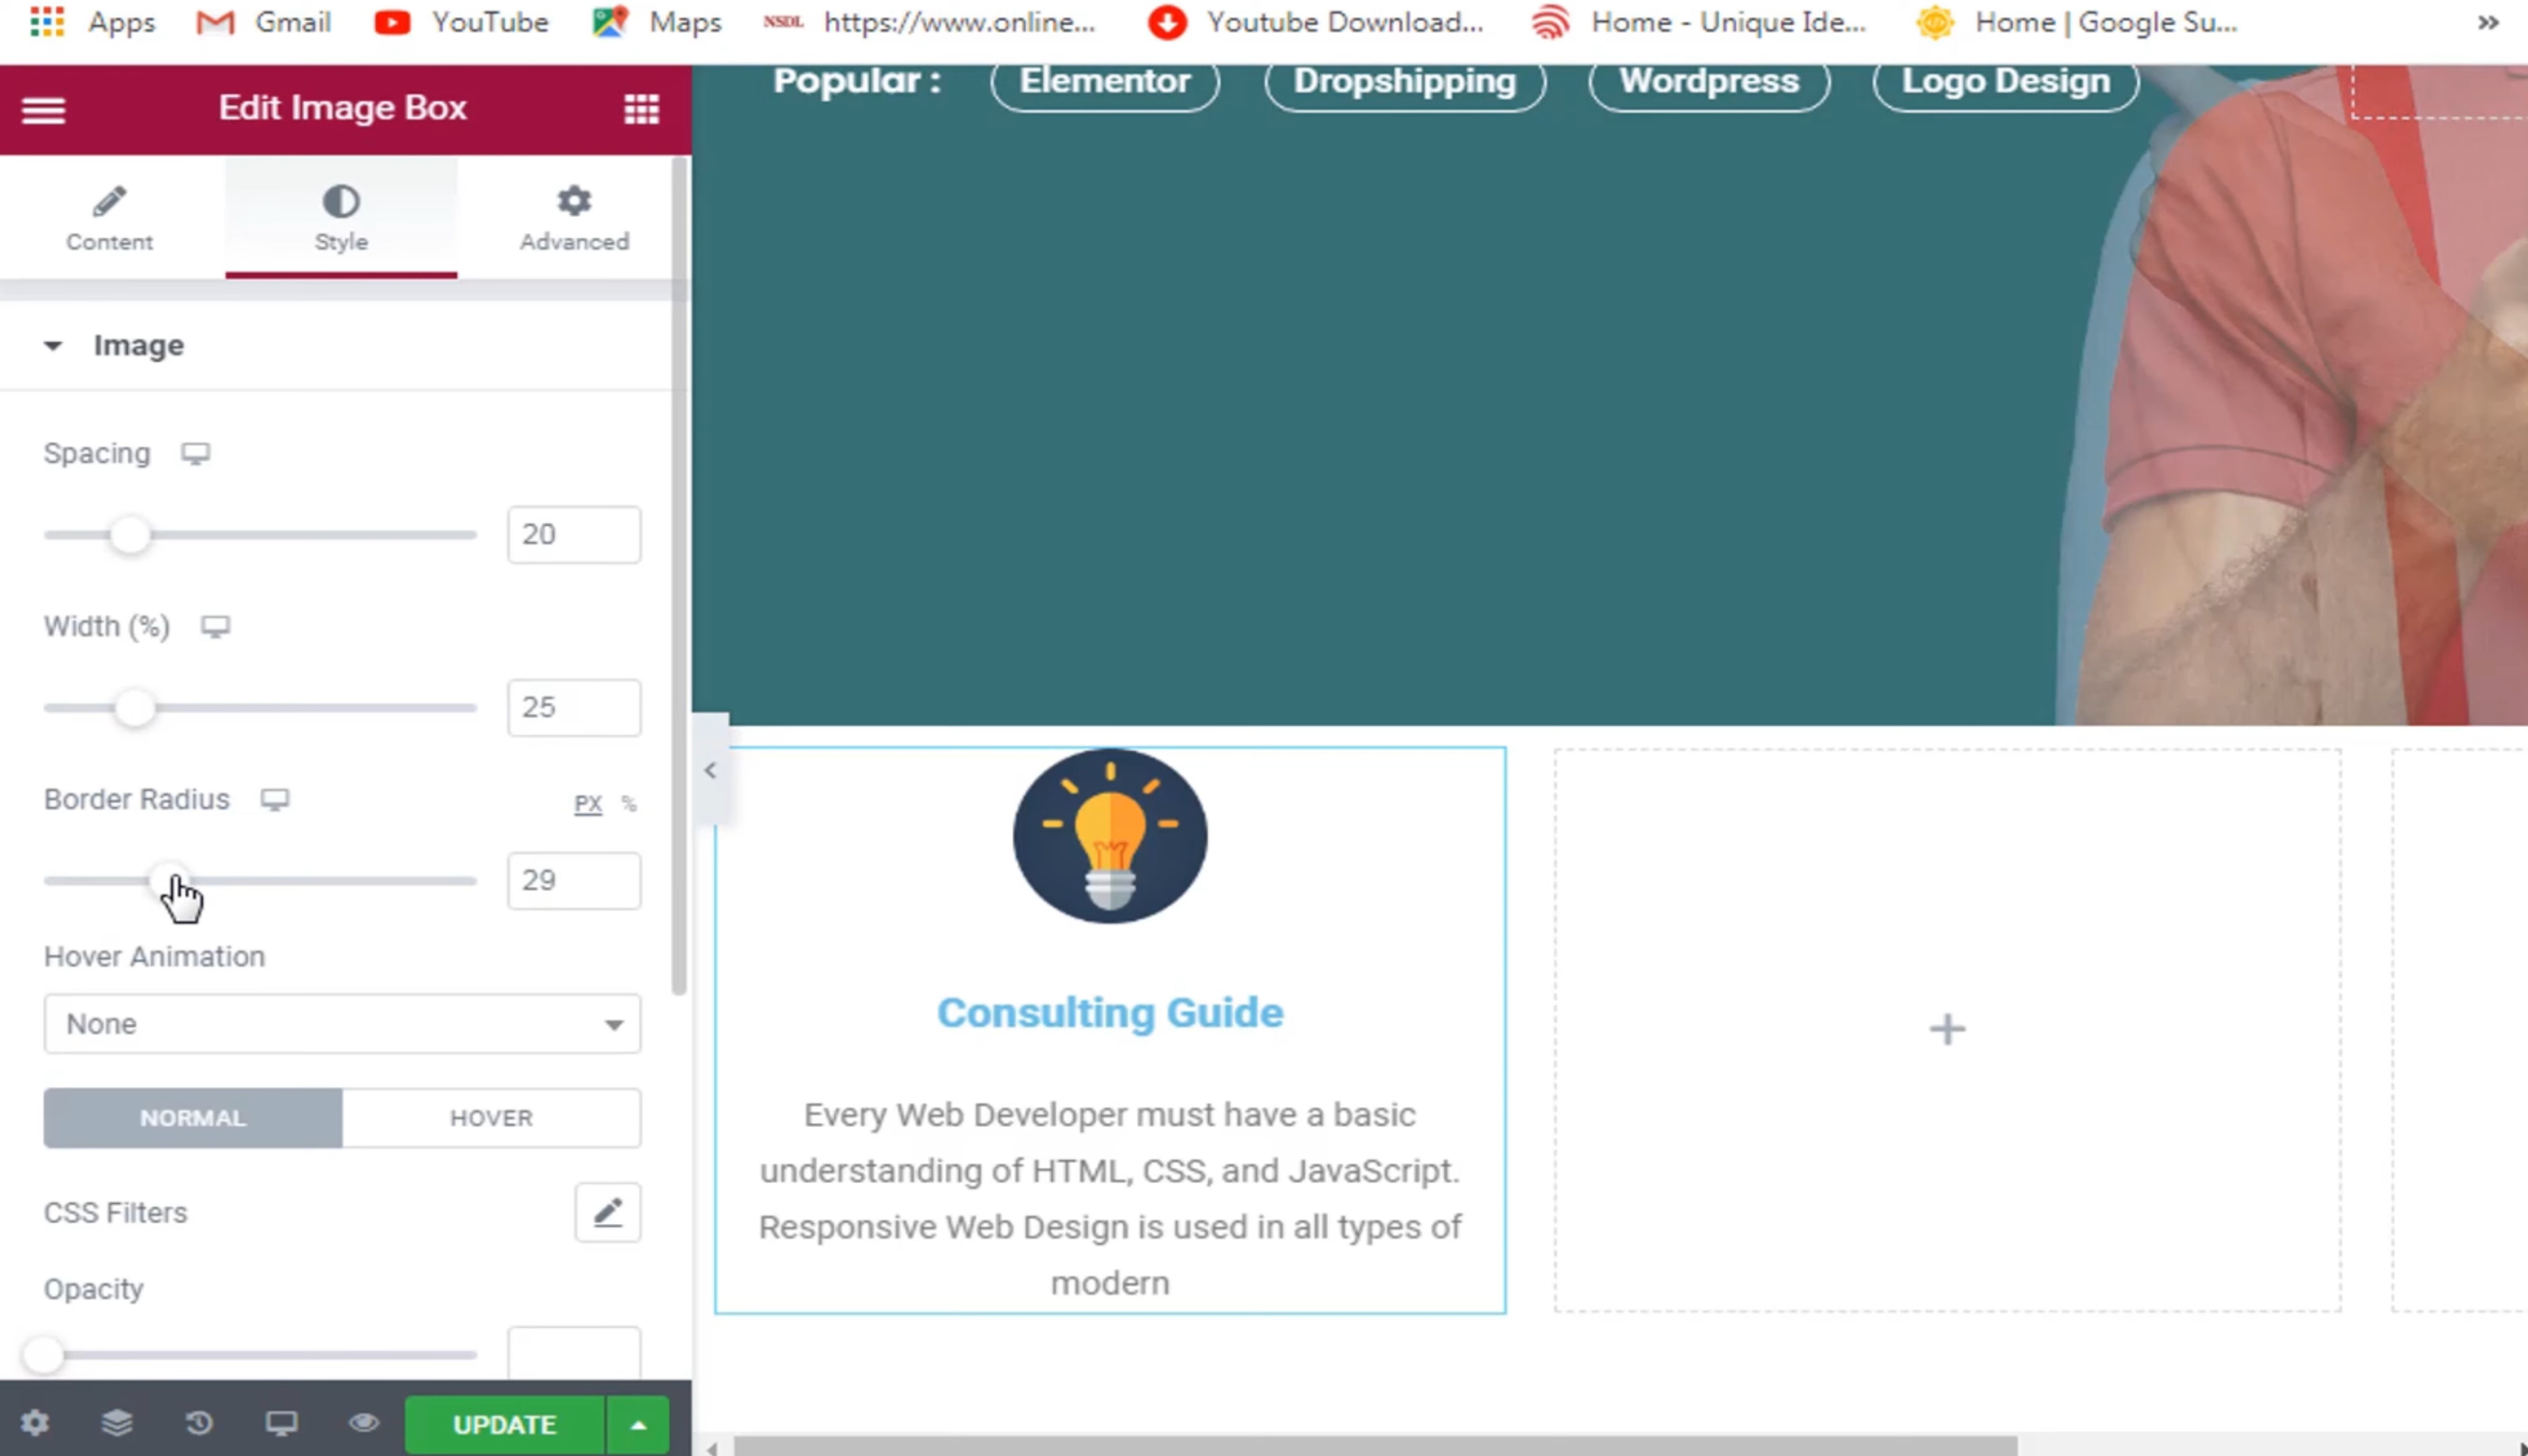 Apps Gmail YouTube Maps NSDL https://www.online... Youtube Download... Home - Unique Ide... Home | Google Su... »
Edit Image Box
Content Style Advanced
Image
Spacing
20
Width (%)
25
Border Radius PX %
29
Hover Animation
None
NORMAL HOVER
CSS Filters
Opacity
UPDATE
Popular : Elementor Dropshipping Wordpress Logo Design
Consulting Guide
Every Web Developer must have a basic
understanding of HTML, CSS, and JavaScript.
Responsive Web Design is used in all types of
modern